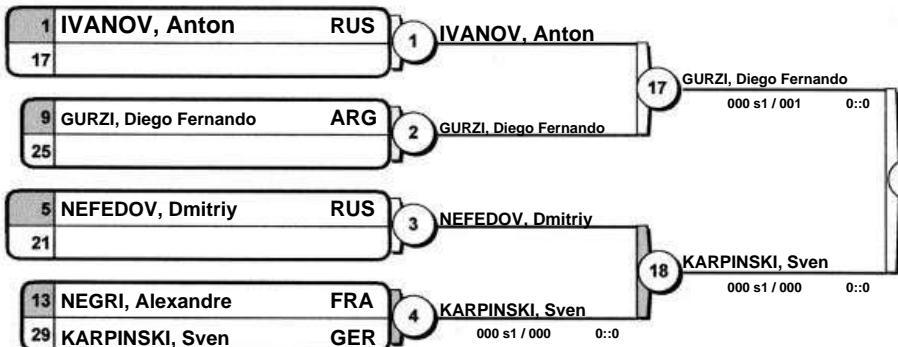 1 IVANOV, Anton RUS
17
1 IVANOV, Anton
9 GURZI, Diego Fernando ARG
25
2 GURZI, Diego Fernando
17 GURZI, Diego Fernando
000 s1 / 001 0::0
5 NEFEDOV, Dmitriy RUS
21
3 NEFEDOV, Dmitriy
13 NEGRI, Alexandre FRA
29 KARPINSKI, Sven GER
4 KARPINSKI, Sven
000 s1 / 000 0::0
18 KARPINSKI, Sven
000 s1 / 000 0::0